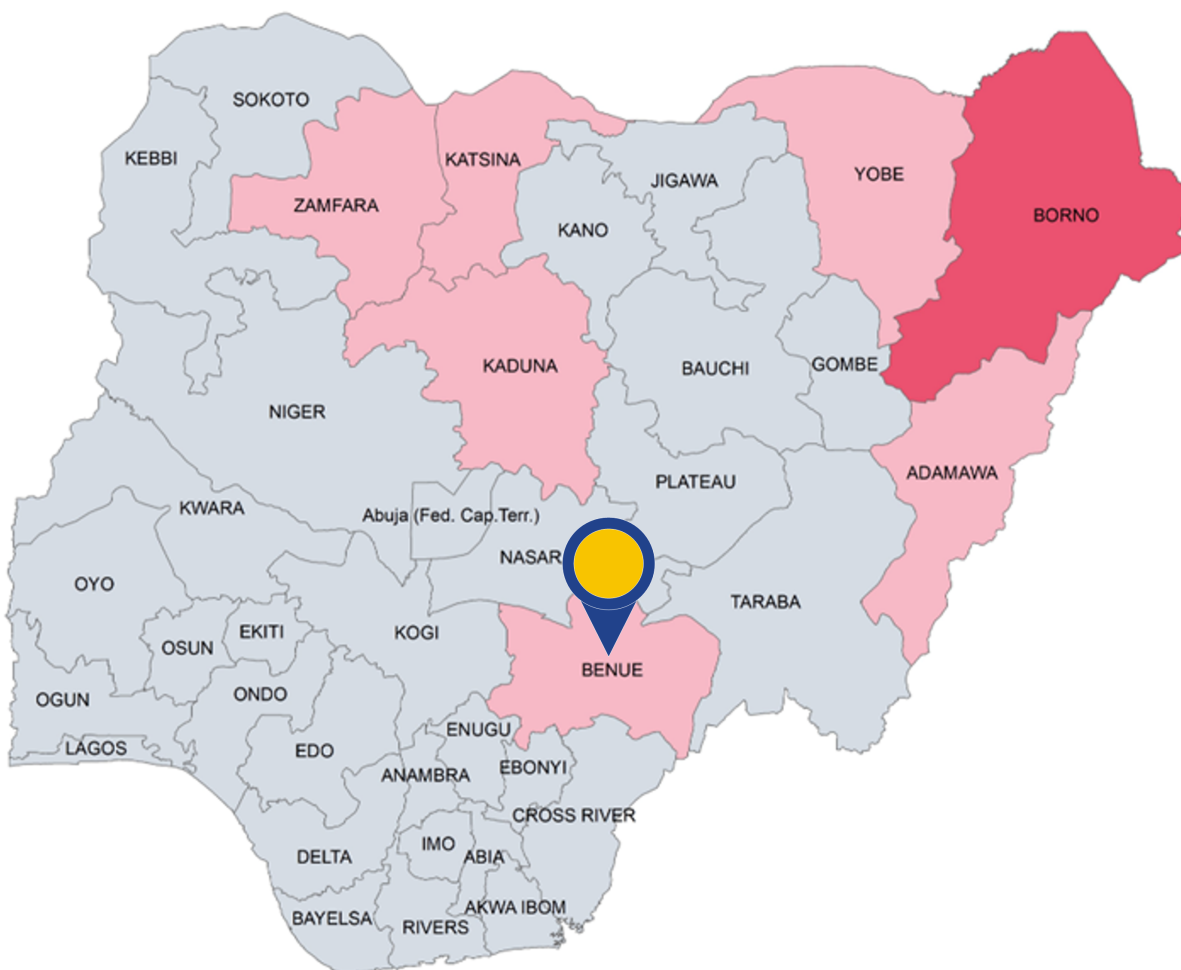 SOKOTO
KEBBI
KATSINA
YOBE
JIGAWA
ZAMFARA
BORNO
KANO
GOMBE
KADUNA
BAUCHI
NIGER
ADAMAWA
PLATEAU
KWARA
Abuja (Fed. Cap.Terr.)
NASAR
OYO
TARABA
EKITI
KOGI
OSUN
BENUE
ONDO
OGUN
ENUGU
LAGOS
EDO
EBONYI
ANAMBRA
CROSS RIVER
IMO
DELTA
ABIA
AKWA IBOM
BAYELSA
RIVERS